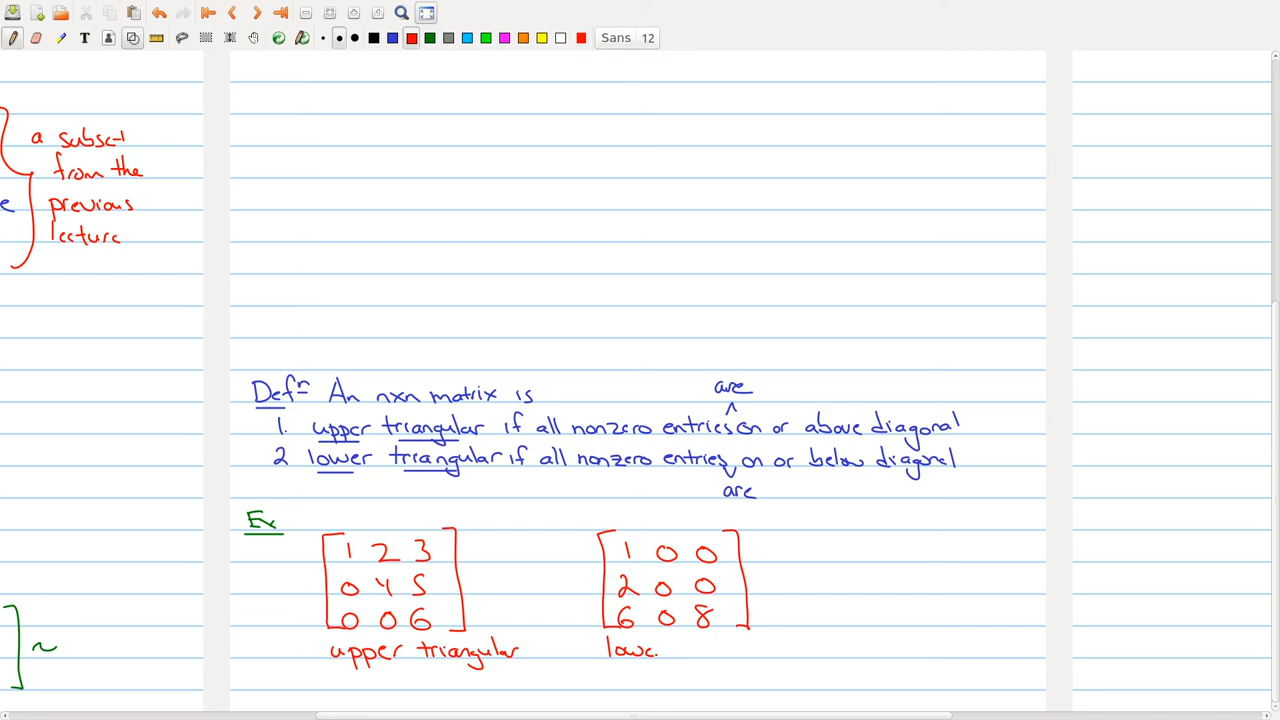 Sans 12
a subset
from the
previous
lecture
e
Defn An nxn matrix is
1. upper triangular if all nonzero entries are on or above diagonal
2 lower triangular if all nonzero entries are on or below diagonal
Ex
1 2 3
0 4 5
0 0 6
upper triangular
1 0 0
2 0 0
6 0 8
lowe
~